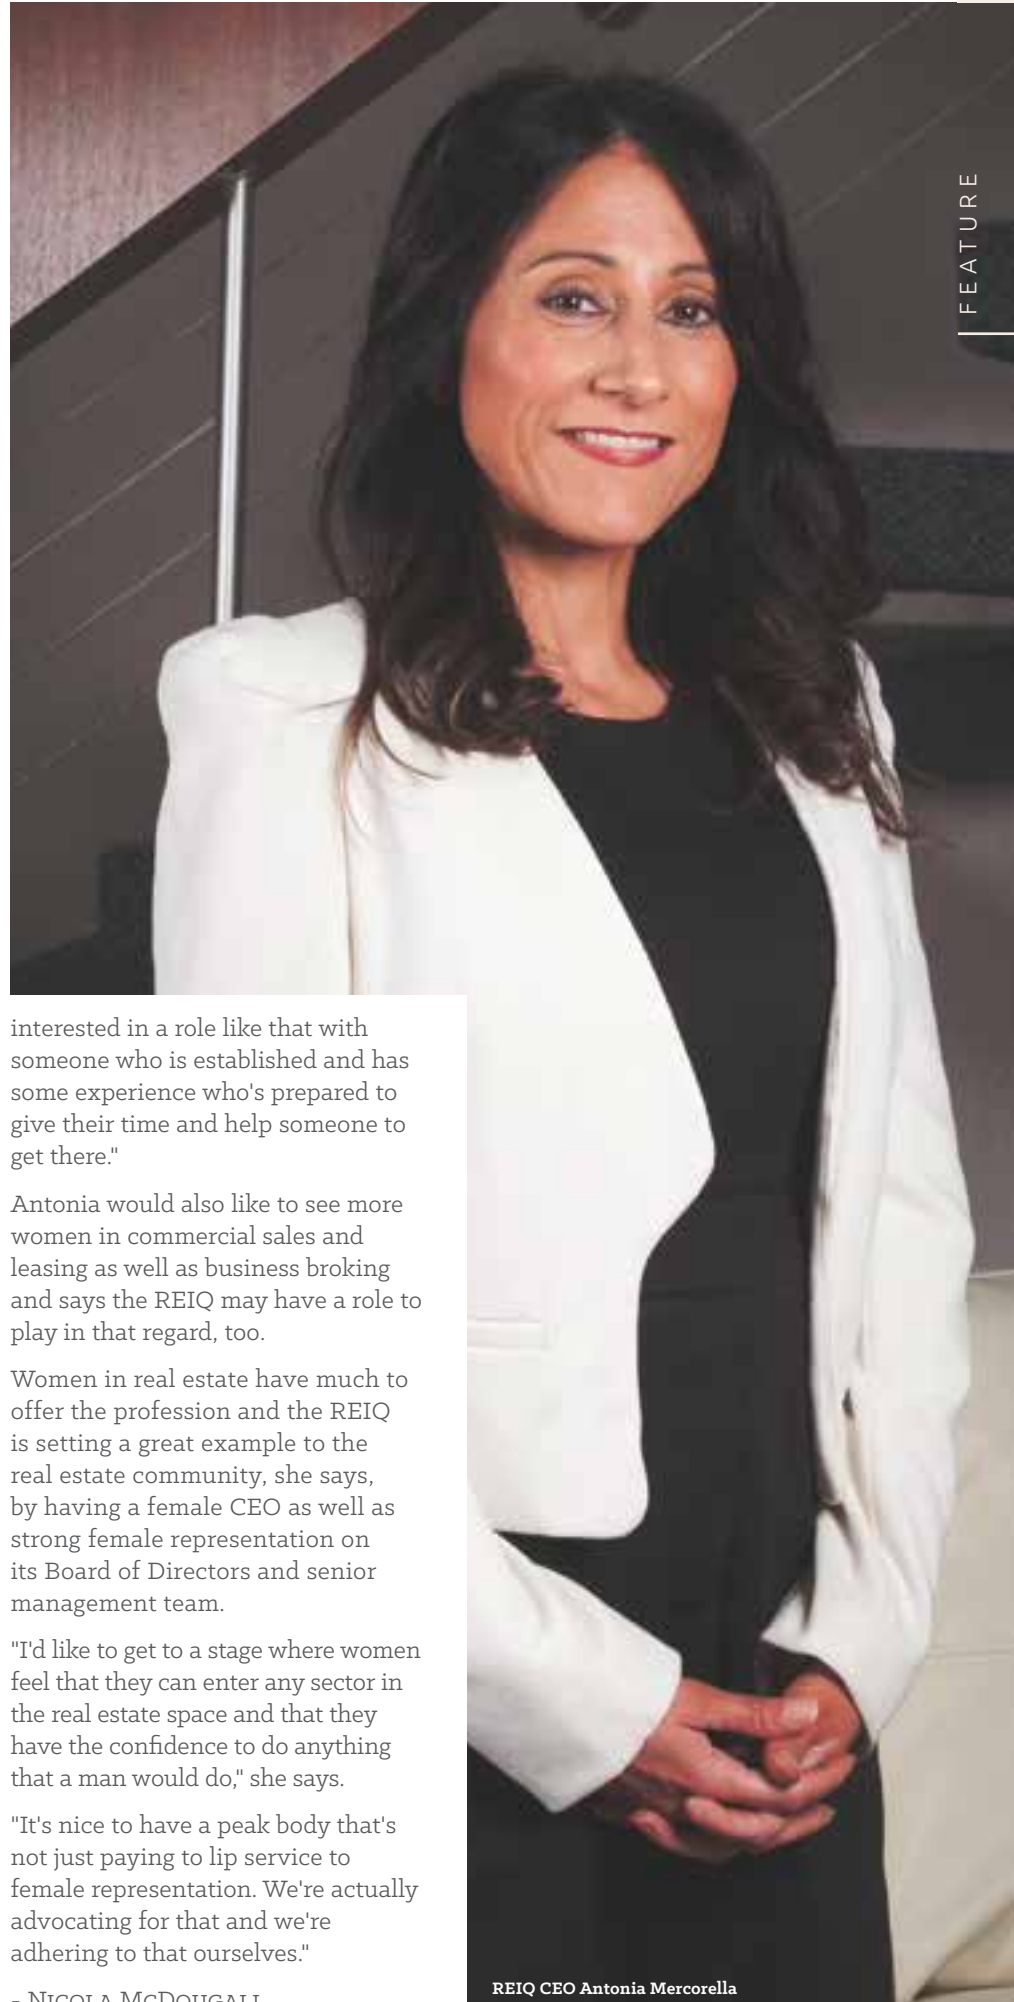 FEATURE
interested in a role like that with
someone who is established and has
some experience who's prepared to
give their time and help someone to
get there."
Antonia would also like to see more
women in commercial sales and
leasing as well as business broking
and says the REIQ may have a role to
play in that regard, too.
Women in real estate have much to
offer the profession and the REIQ
is setting a great example to the
real estate community, she says,
by having a female CEO as well as
strong female representation on
its Board of Directors and senior
management team.
"I'd like to get to a stage where women
feel that they can enter any sector in
the real estate space and that they
have the confidence to do anything
that a man would do," she says.
"It's nice to have a peak body that's
not just paying to lip service to
female representation. We're actually
advocating for that and we're
adhering to that ourselves."
- NICOLA MCDOUGALL
REIQ CEO Antonia Mercorella